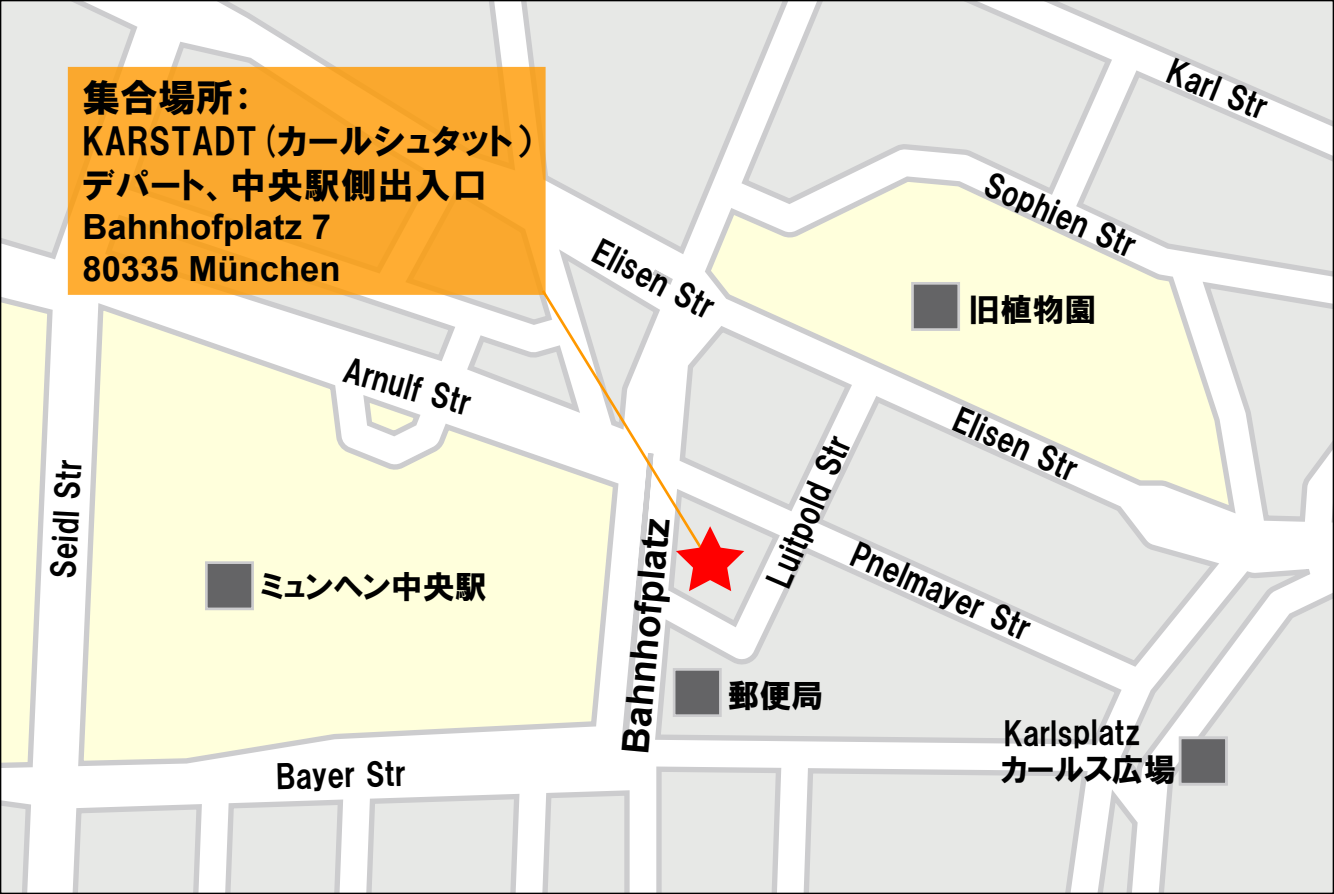 集合場所：
KARSTADT（カールシュタット）
デパート、中央駅側出入口
Bahnhofplatz 7
80335 München
Karl Str
Sophien Str
Elisen Str
旧植物園
Arnulf Str
Elisen Str
Seidl Str
Luitpold Str
Bahnhofplatz
Pnelmayer Str
ミュンヘン中央駅
郵便局
Karlsplatz
カールス広場
Bayer Str